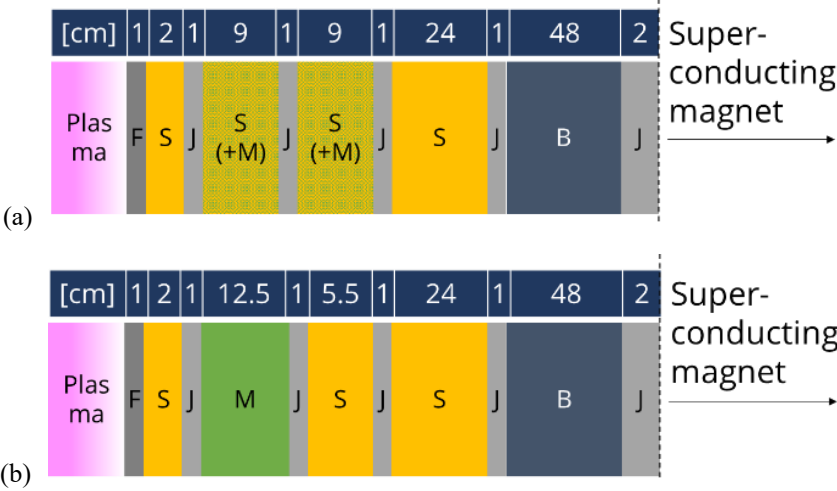 [cm] 1 2 1 9 1 9 1 24 1 48 2
Super-
conducting
magnet
Plas
ma
F S J S
(+M) J S
(+M) J S J B J
(a)
[cm] 1 2 1 12.5 1 5.5 1 24 1 48 2
Super-
conducting
magnet
Plas
ma
F S J M J S J S J B J
(b)